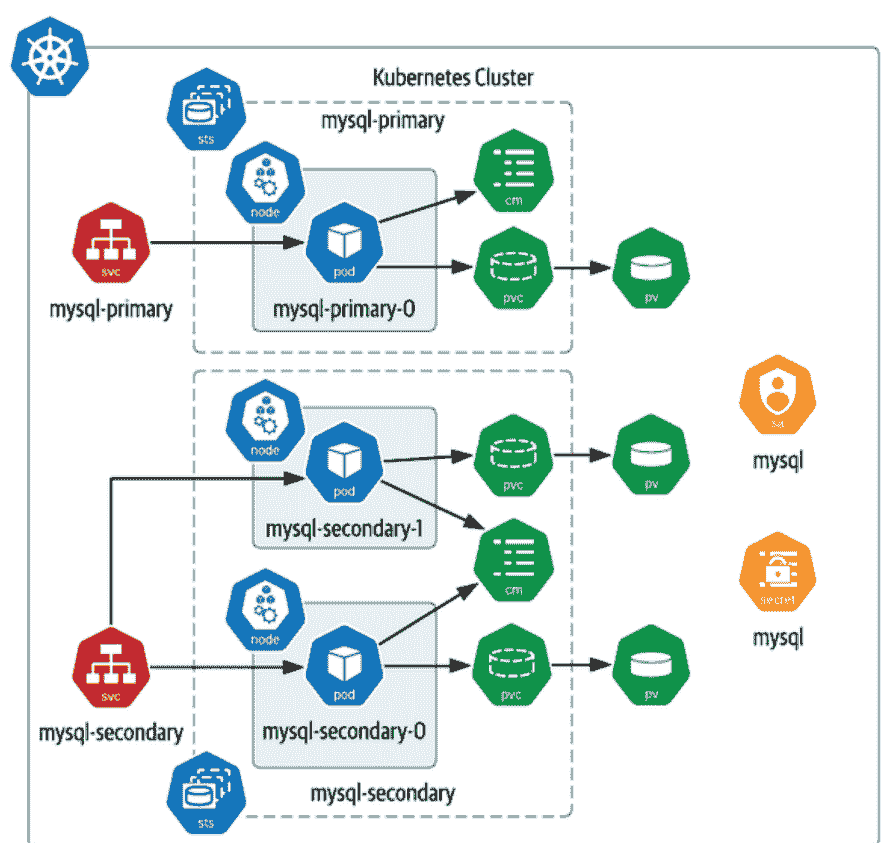 Kubernetes Cluster
sts
mysql-primary
node
cm
svc
pod
pvc
pv
mysql-primary
mysql-primary-0
node
sa
pod
pvc
pv
mysql
mysql-secondary-1
cm
node
secret
mysql
svc
pod
pvc
pv
mysql-secondary
mysql-secondary-0
mysql-secondary
sts